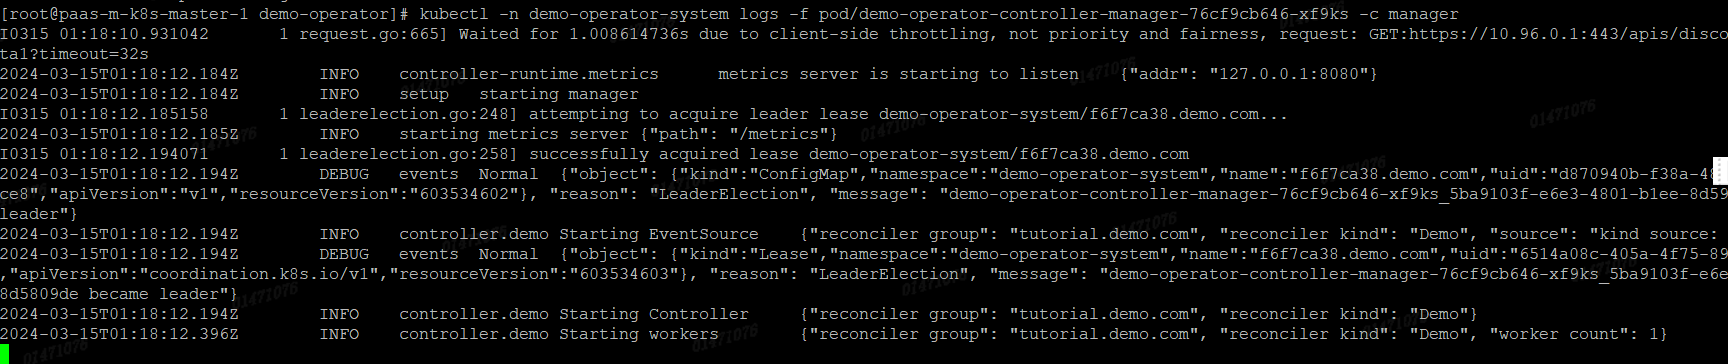 [root@paas-m-k8s-master-1 demo-operator]# kubectl -n demo-operator-system logs -f pod/demo-operator-controller-manager-76cf9cb646-xf9ks -c manager
I0315 01:18:10.931042       1 request.go:665] Waited for 1.008614736s due to client-side throttling, not priority and fairness, request: GET:https://10.96.0.1:443/apis/disco
ta1?timeout=32s
2024-03-15T01:18:12.184Z        INFO    controller-runtime.metrics      metrics server is starting to listen    {"addr": "127.0.0.1:8080"}
2024-03-15T01:18:12.184Z        INFO    setup   starting manager
I0315 01:18:12.185158       1 leaderelection.go:248] attempting to acquire leader lease demo-operator-system/f6f7ca38.demo.com...
2024-03-15T01:18:12.185Z        INFO    starting metrics server {"path": "/metrics"}
I0315 01:18:12.194071       1 leaderelection.go:258] successfully acquired lease demo-operator-system/f6f7ca38.demo.com
2024-03-15T01:18:12.194Z        DEBUG   events  Normal  {"object": {"kind":"ConfigMap","namespace":"demo-operator-system","name":"f6f7ca38.demo.com","uid":"d870940b-f38a-48
ce8","apiVersion":"v1","resourceVersion":"603534602"}, "reason": "LeaderElection", "message": "demo-operator-controller-manager-76cf9cb646-xf9ks_5ba9103f-e6e3-4801-b1ee-8d59
leader"}
2024-03-15T01:18:12.194Z        INFO    controller.demo Starting EventSource    {"reconciler group": "tutorial.demo.com", "reconciler kind": "Demo", "source": "kind source:
2024-03-15T01:18:12.194Z        DEBUG   events  Normal  {"object": {"kind":"Lease","namespace":"demo-operator-system","name":"f6f7ca38.demo.com","uid":"6514a08c-405a-4f75-89
,"apiVersion":"coordination.k8s.io/v1","resourceVersion":"603534603"}, "reason": "LeaderElection", "message": "demo-operator-controller-manager-76cf9cb646-xf9ks_5ba9103f-e6e
8d5809de became leader"}
2024-03-15T01:18:12.194Z        INFO    controller.demo Starting Controller     {"reconciler group": "tutorial.demo.com", "reconciler kind": "Demo"}
2024-03-15T01:18:12.396Z        INFO    controller.demo Starting workers        {"reconciler group": "tutorial.demo.com", "reconciler kind": "Demo", "worker count": 1}